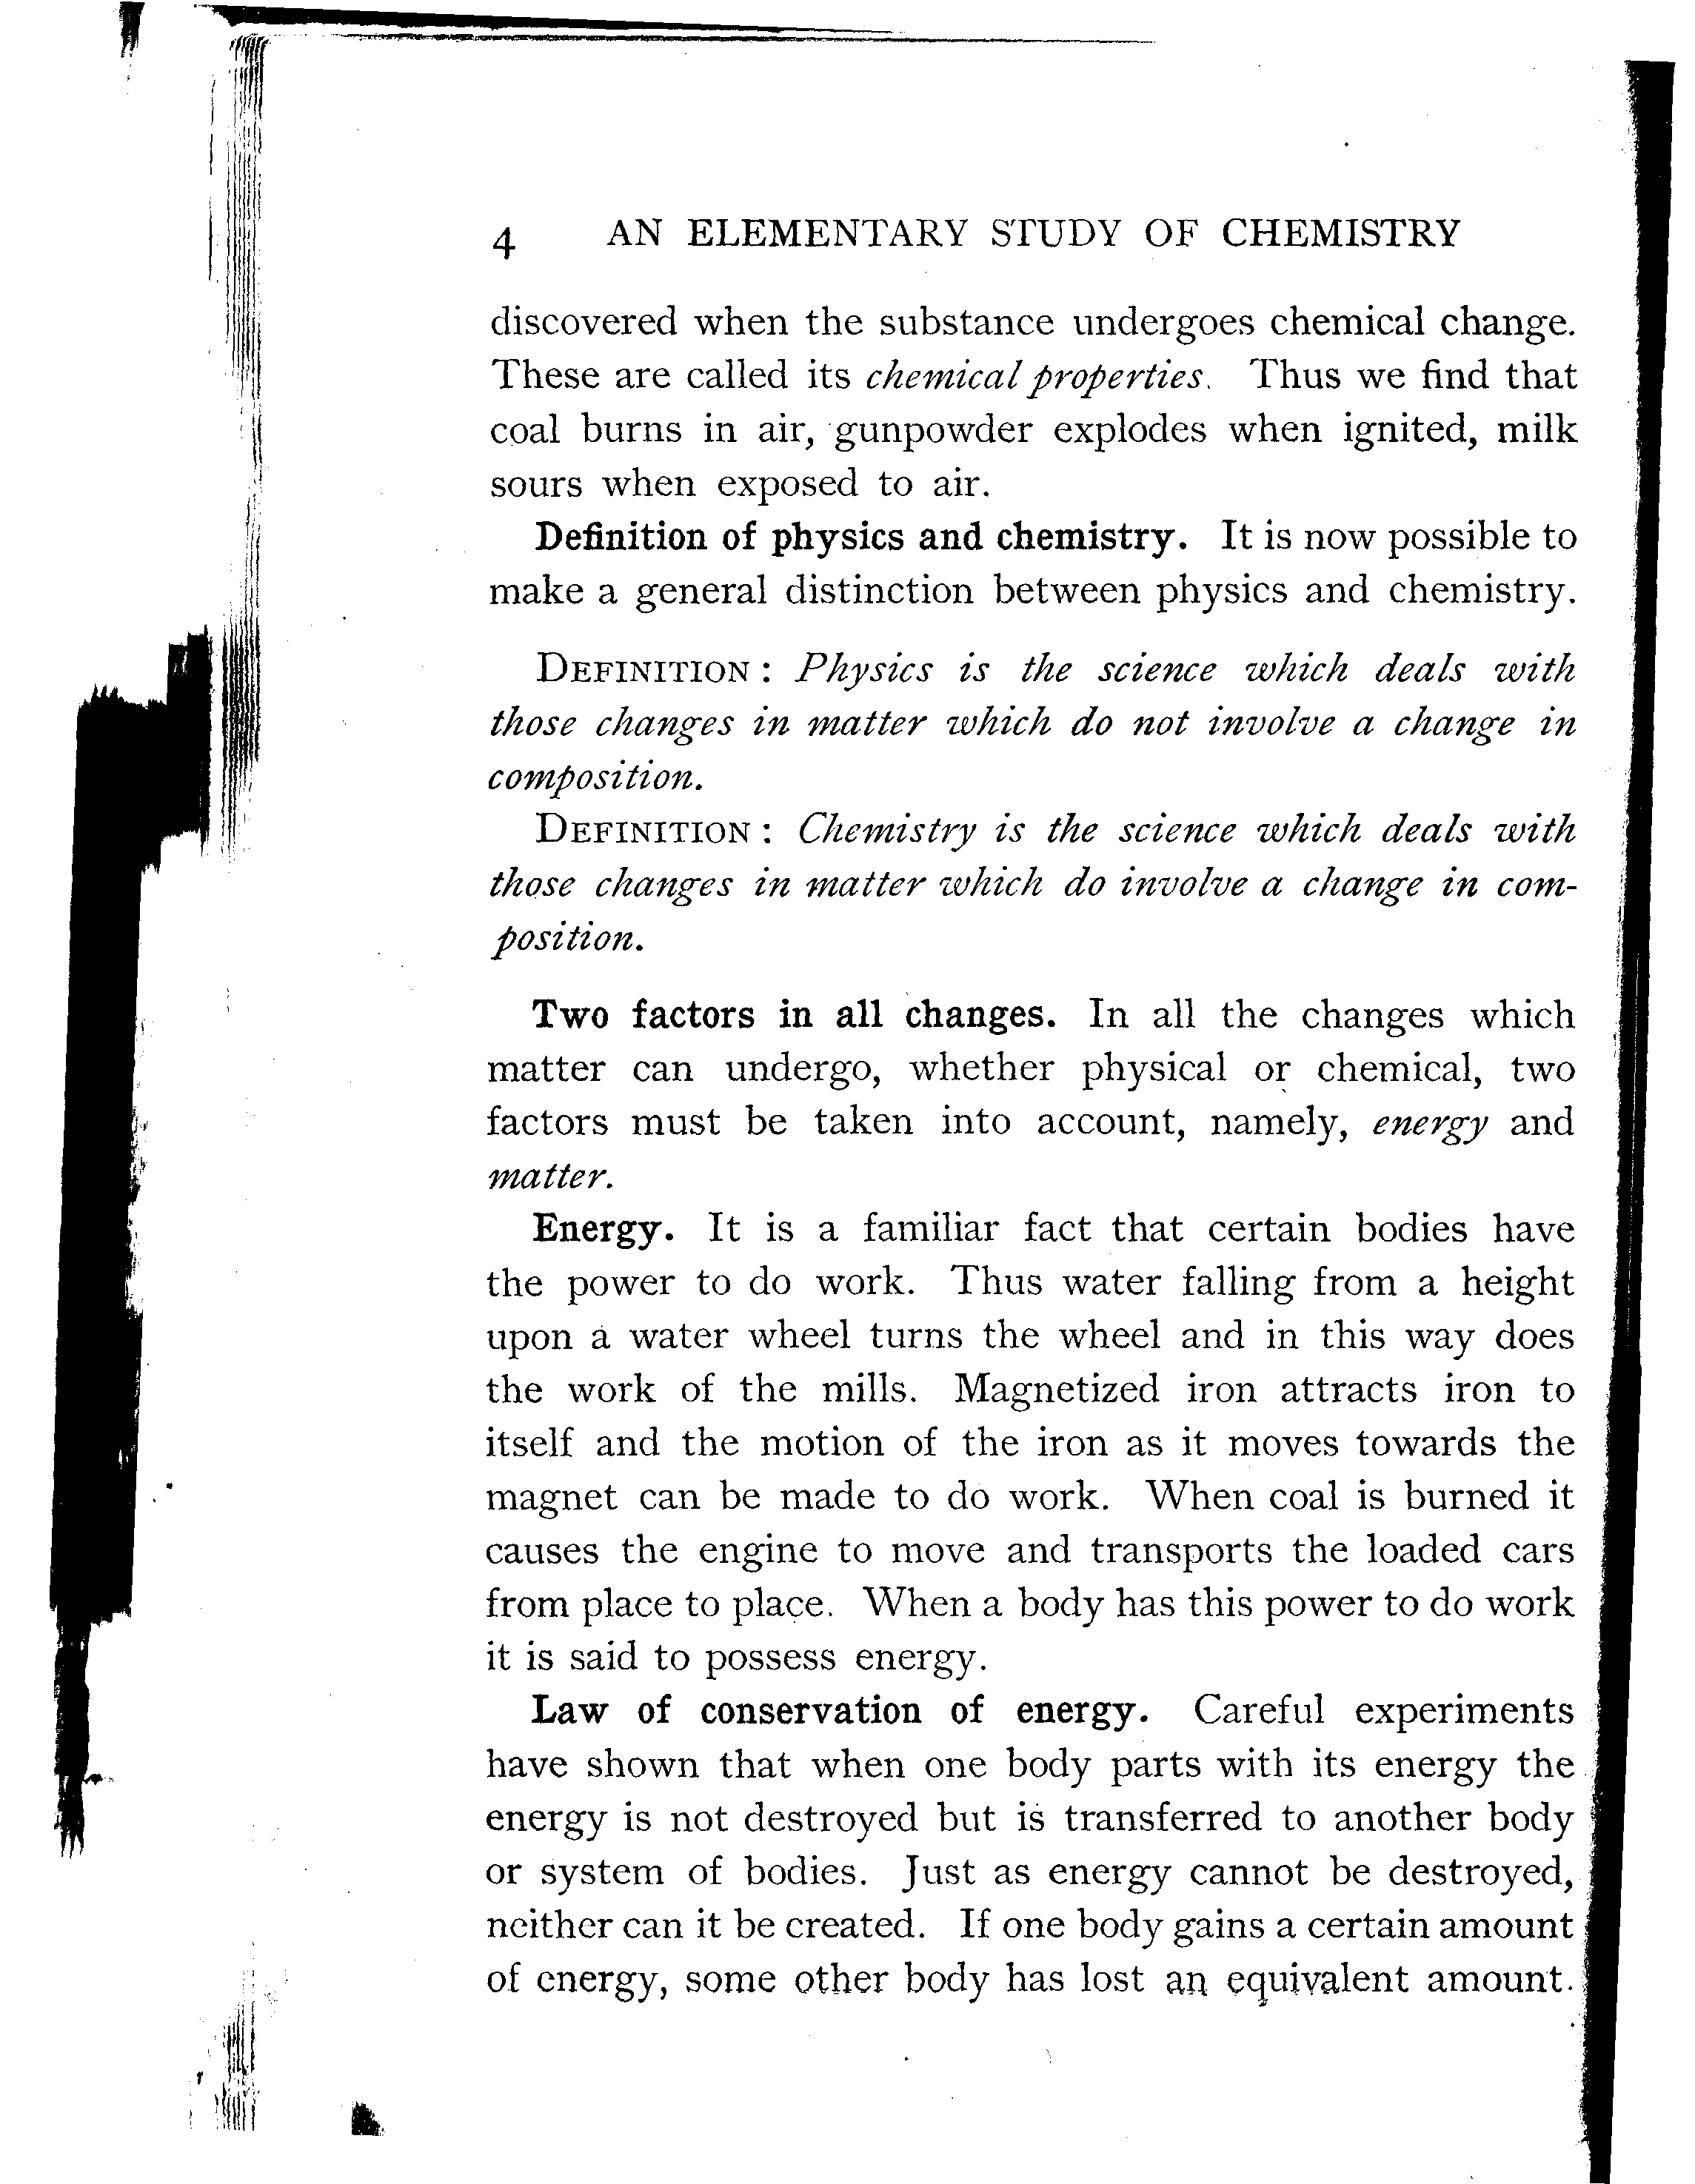 4 AN ELEMENTARY STUDY OF CHEMISTRY
discovered when the substance undergoes chemical change.
These are called its chemical properties. Thus we find that
coal burns in air, gunpowder explodes when ignited, milk
sours when exposed to air.
Definition of physics and chemistry. It is now possible to
make a general distinction between physics and chemistry.
DEFINITION: Physics is the science which deals with
those changes in matter which do not involve a change in
composition.
DEFINITION: Chemistry is the science which deals with
those changes in matter which do involve a change in com-
position.
Two factors in all changes. In all the changes which
matter can undergo, whether physical or chemical, two
factors must be taken into account, namely, energy and
matter.
Energy. It is a familiar fact that certain bodies have
the power to do work. Thus water falling from a height
upon a water wheel turns the wheel and in this way does
the work of the mills. Magnetized iron attracts iron to
itself and the motion of the iron as it moves towards the
magnet can be made to do work. When coal is burned it
causes the engine to move and transports the loaded cars
from place to place. When a body has this power to do work
it is said to possess energy.
Law of conservation of energy. Careful experiments
have shown that when one body parts with its energy the
energy is not destroyed but is transferred to another body
or system of bodies. Just as energy cannot be destroyed,
neither can it be created. If one body gains a certain amount
of energy, some other body has lost an equivalent amount.